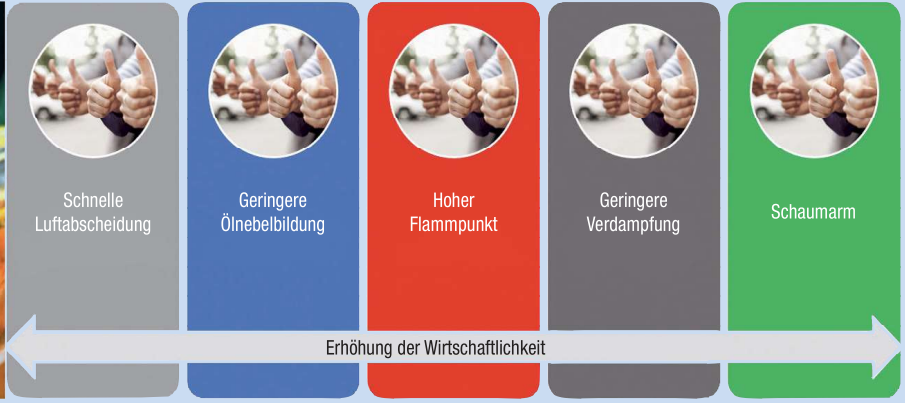 Schnelle
Luftabscheidung
Geringere
Ölnebelbildung
Hoher
Flammpunkt
Geringere
Verdampfung
Schaumarm
Erhöhung der Wirtschaftlichkeit